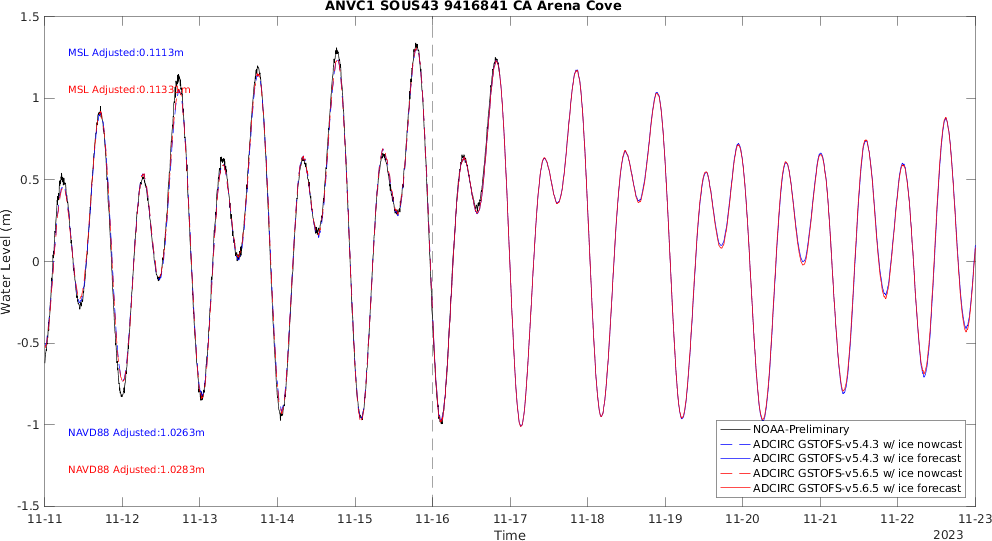 ANVC1 SOUS43 9416841 CA Arena Cove
1.5
1
0.5
0
-0.5
-1
-1.5
Water Level (m)
MSL Adjusted:0.1113m
MSL Adjusted:0.1133m
NAVD88 Adjusted:1.0263m
NAVD88 Adjusted:1.0283m
NOAA-Preliminary
ADCIRC GSTOFS-v5.4.3 w/ ice nowcast
ADCIRC GSTOFS-v5.4.3 w/ ice forecast
ADCIRC GSTOFS-v5.6.5 w/ ice nowcast
ADCIRC GSTOFS-v5.6.5 w/ ice forecast
11-11 11-12 11-13 11-14 11-15 11-16 11-17 11-18 11-19 11-20 11-21 11-22 11-23
Time
2023